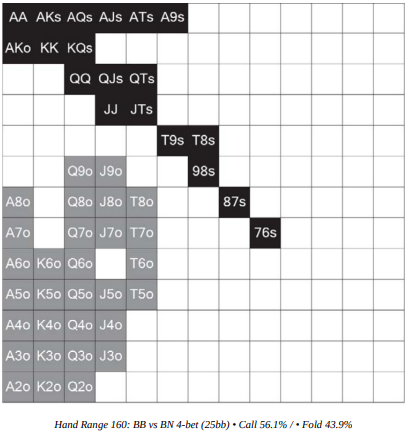 AA AKs AQs AJs ATs A9s
AKo KK KQs
QQ QJs QTs
JJ JTs
T9s T8s
Q9o J9o 98s
A8o Q8o J8o T8o 87s
A7o Q7o J7o T7o 76s
A6o K6o Q6o T6o
A5o K5o Q5o J5o T5o
A4o K4o Q4o J4o
A3o K3o Q3o J3o
A2o K2o Q2o
Hand Range 160: BB vs BN 4-bet (25bb) • Call 56.1% / • Fold 43.9%